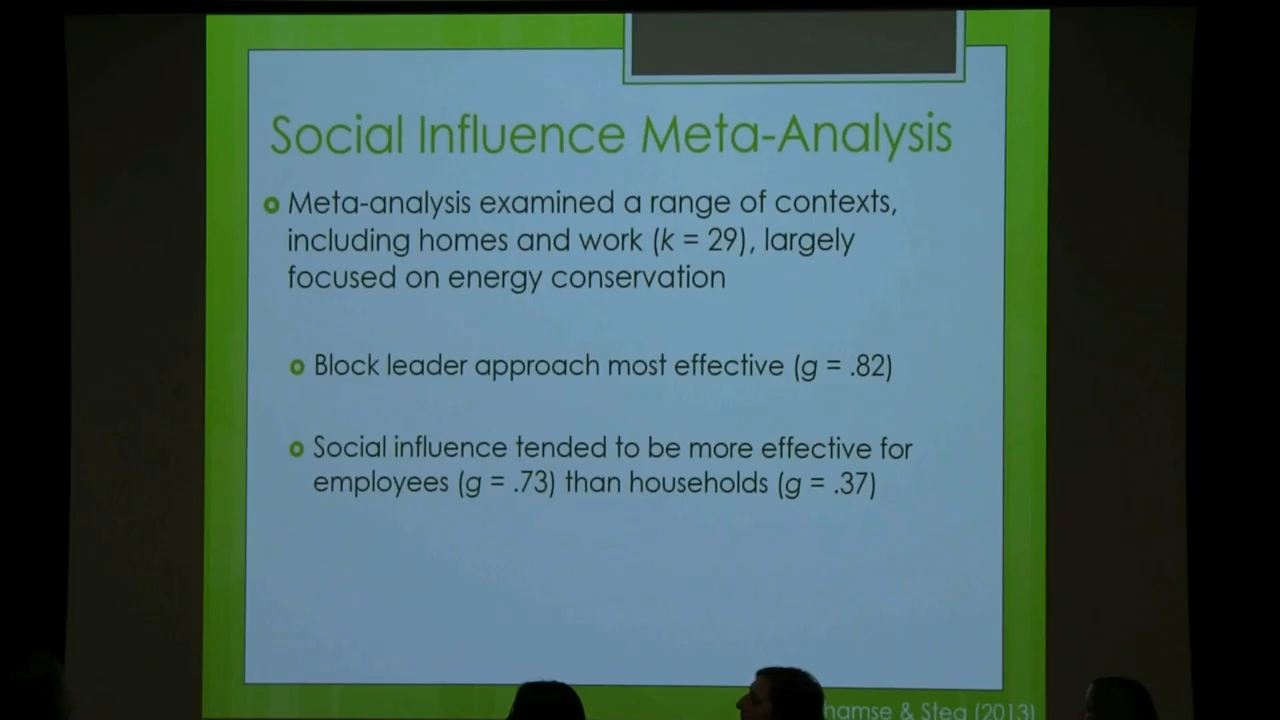 Social Influence Meta-Analysis
Meta-analysis examined a range of contexts,
including homes and work (k = 29), largely
focused on energy conservation
Block leader approach most effective (g = .82)
Social influence tended to be more effective for
employees (g = .73) than households (g = .37)
& Steg (2013)